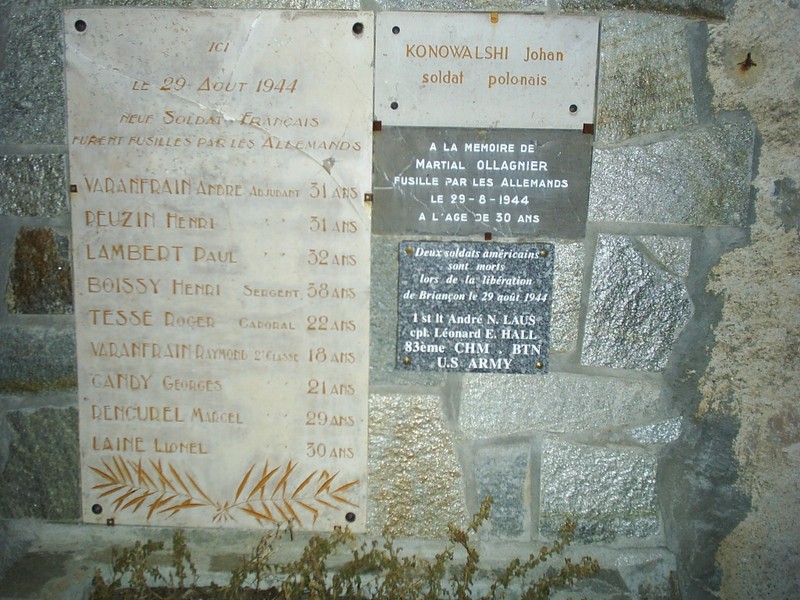 ICI
LE 29 AOUT 1944
NEUF SOLDATS FRANÇAIS
FURENT FUSILLES PAR LES ALLEMANDS
VARANFRAIN ANDRE ADJUDANT 31 ANS
REUZIN HENRI " 31 ANS
LAMBERT PAUL " 32 ANS
BOISSY HENRI SERGENT 38 ANS
TESSE ROGER CAPORAL 22 ANS
VARANFRAIN RAYMOND 2E CLASSE 18 ANS
CANDY GEORGES " 21 ANS
RENCUREL MARCEL " 29 ANS
LAINE LIONEL " 30 ANS
KONOWALSHI Johan
soldat polonais
A LA MEMOIRE DE
MARTIAL OLLAGNIER
FUSILLE PAR LES ALLEMANDS
LE 29-8-1944
A L'AGE DE 30 ANS
Deux soldats américains
sont morts
lors de la libération
de Briançon le 29 août 1944
1 st lt André N. LAUS
cpl. Léonard E. HALL
83ème CHM . BTN
U.S ARMY